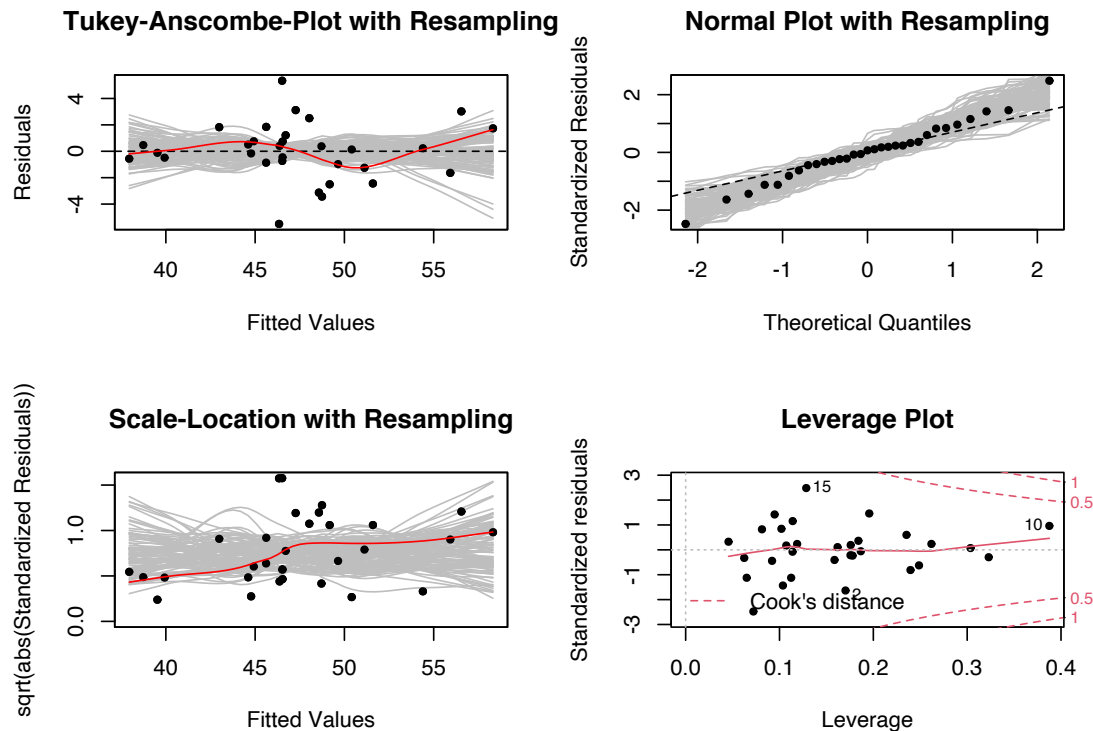 Tukey-Anscombe-Plot with Resampling
Residuals
4
0
-4
40 45 50 55
Fitted Values
Normal Plot with Resampling
Standardized Residuals
2
0
-2
-2 -1 0 1 2
Theoretical Quantiles
Scale-Location with Resampling
sqrt(abs(Standardized Residuals))
1.0
0.0
40 45 50 55
Fitted Values
Leverage Plot
Standardized residuals
3
1
-1
-3
15
10
2
1
0.5
0.5
1
Cook's distance
0.0 0.1 0.2 0.3 0.4
Leverage